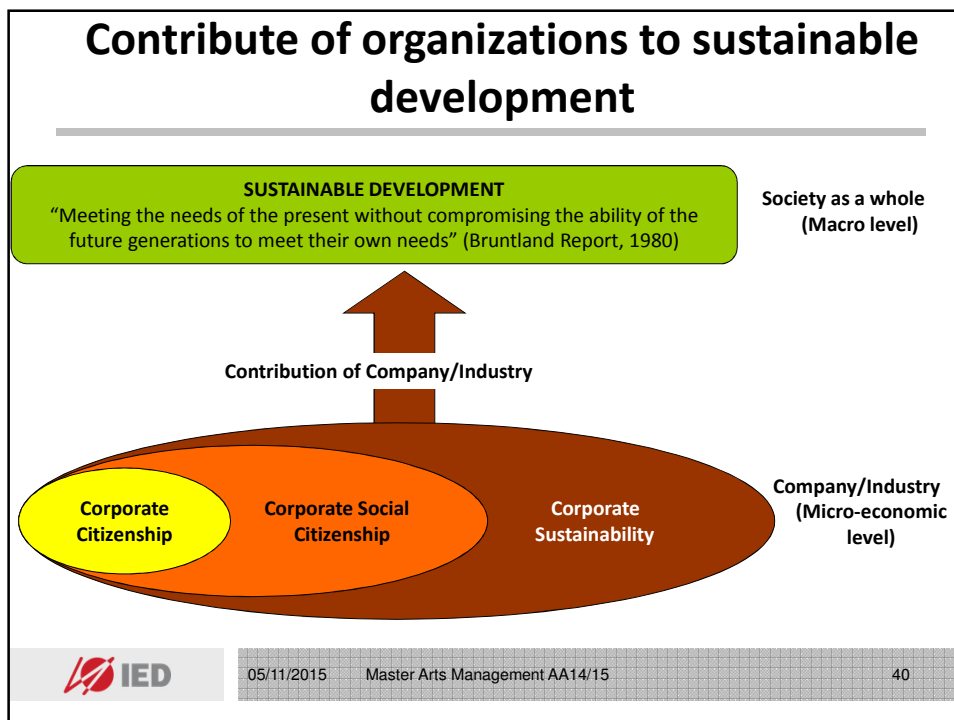 Contribute of organizations to sustainable
development
SUSTAINABLE DEVELOPMENT
“Meeting the needs of the present without compromising the ability of the
future generations to meet their own needs” (Bruntland Report, 1980)
Society as a whole
(Macro level)
Contribution of Company/Industry
Corporate
Citizenship
Corporate Social
Citizenship
Corporate
Sustainability
Company/Industry
(Micro-economic
level)
IED
05/11/2015 Master Arts Management AA14/15 40